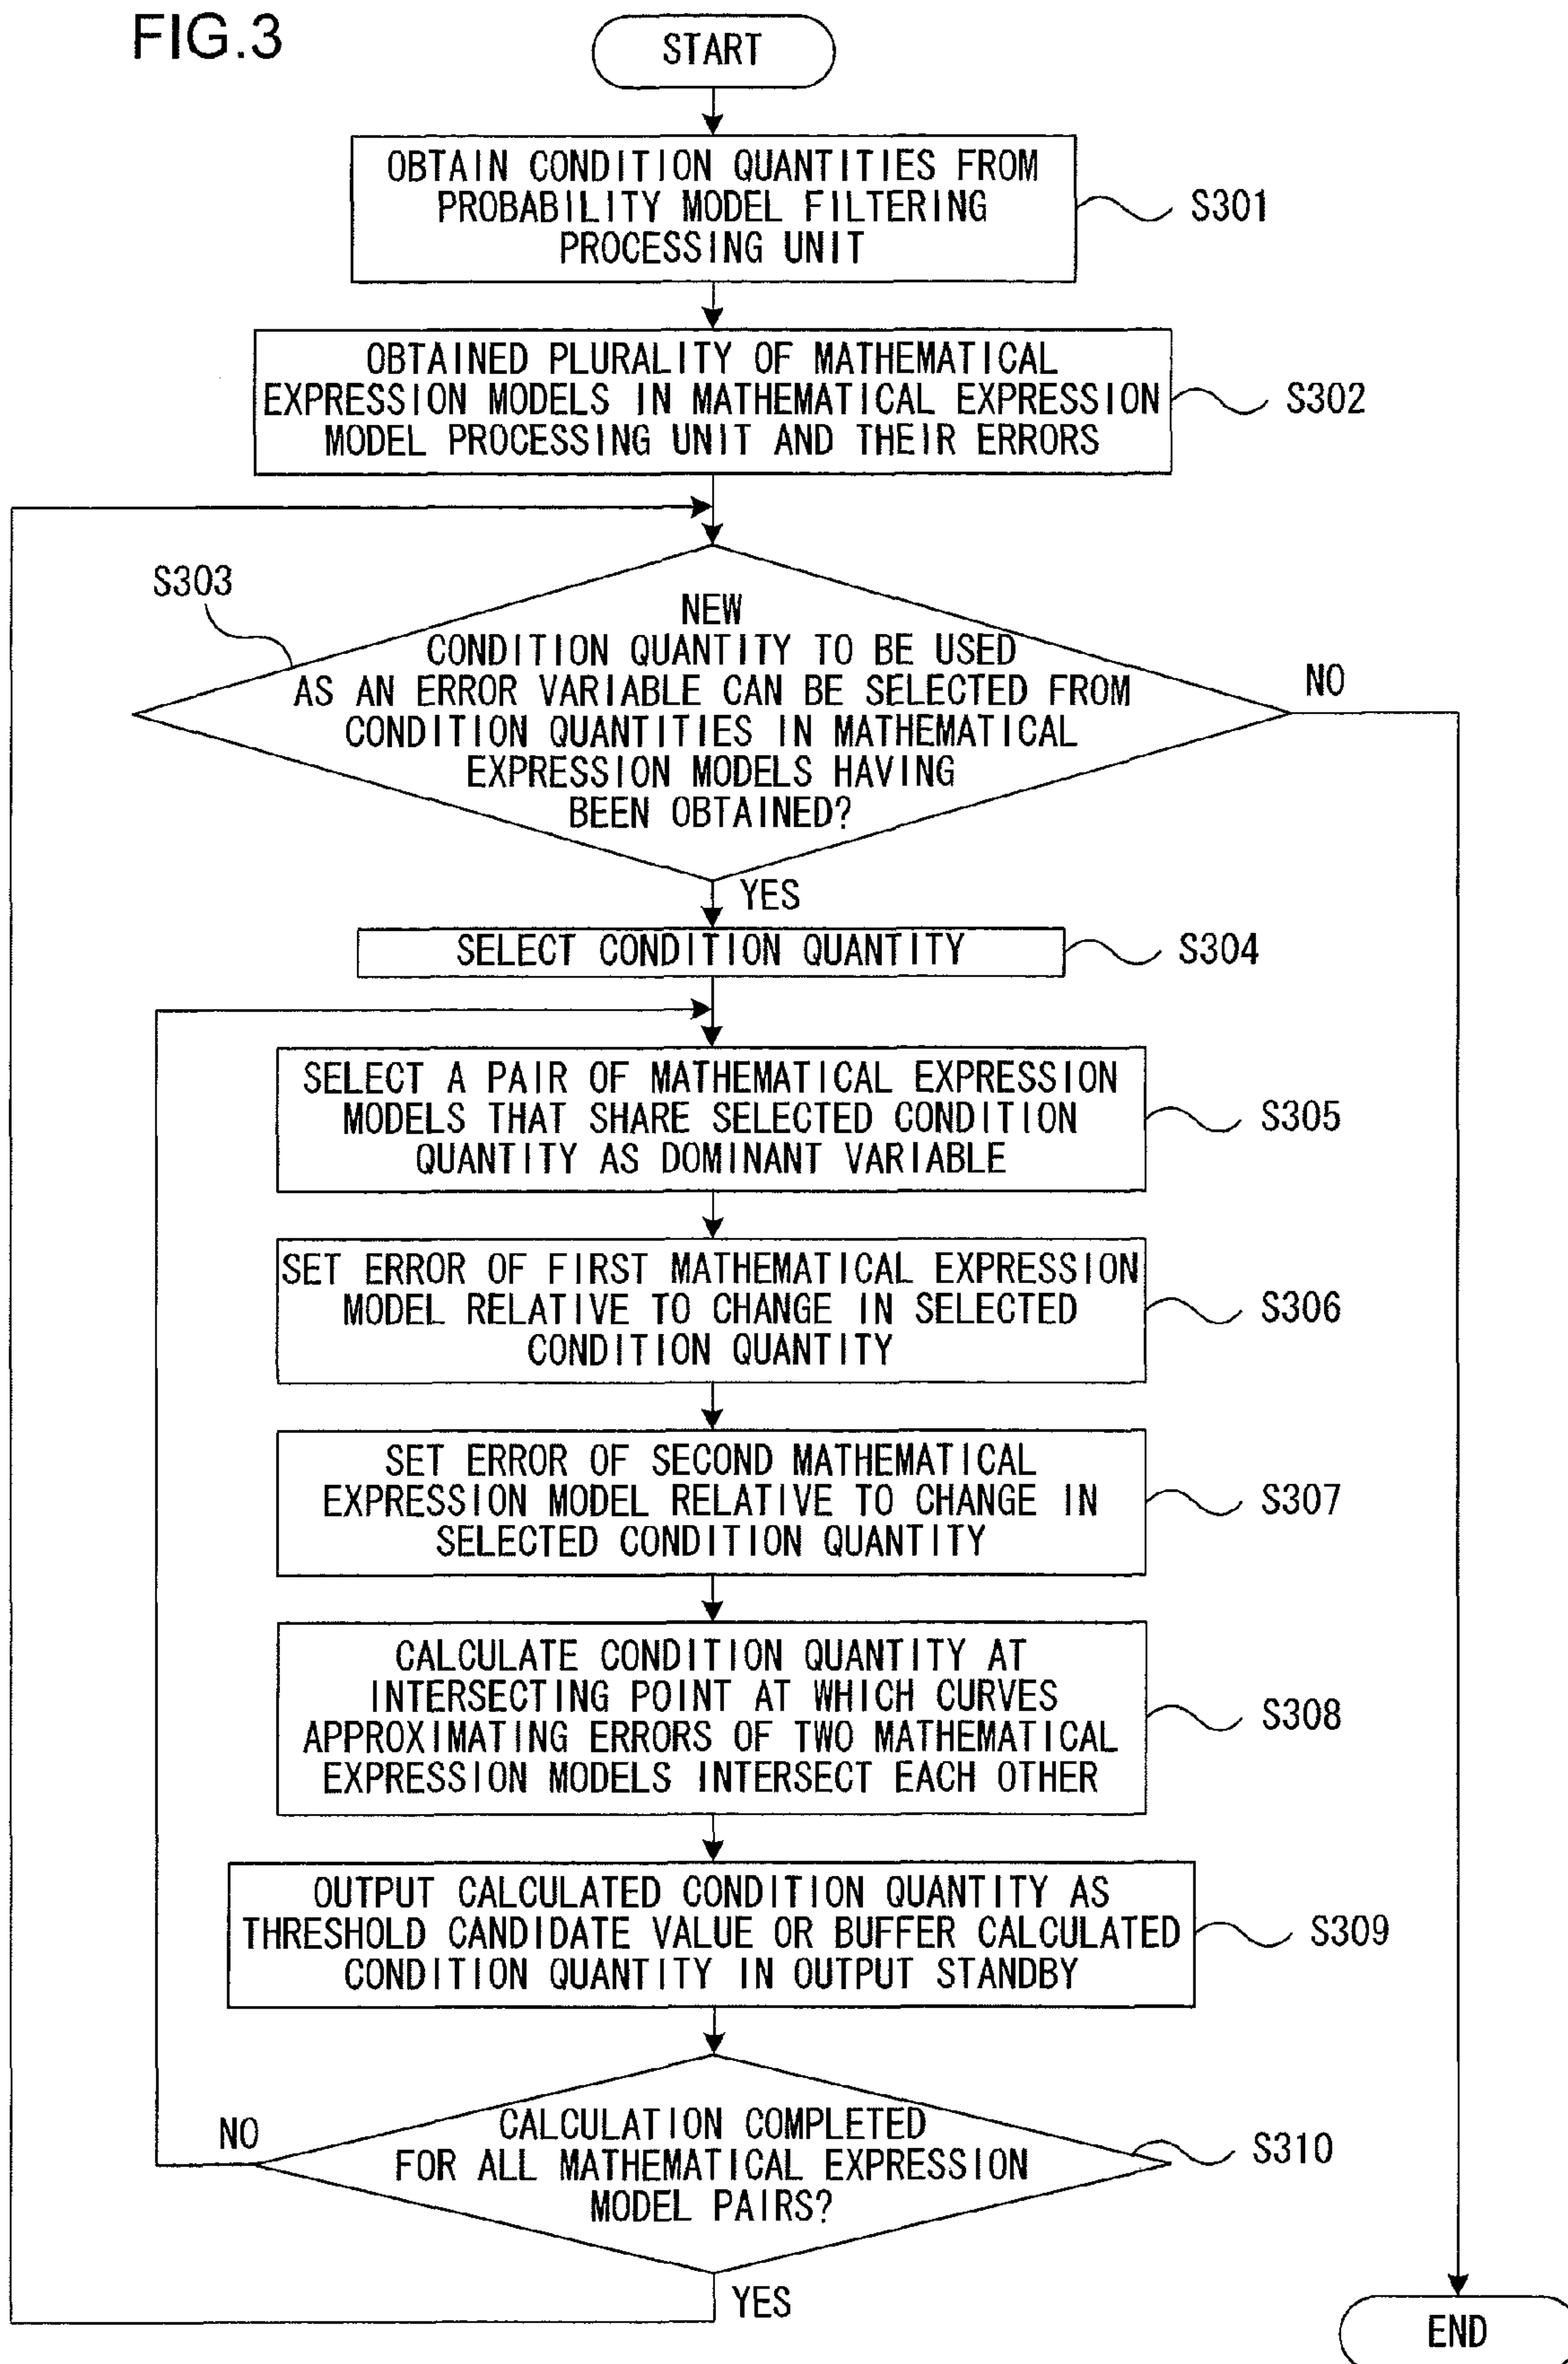 FIG.3
START
OBTAIN CONDITION QUANTITIES FROM
PROBABILITY MODEL FILTERING
PROCESSING UNIT
S301
OBTAINED PLURALITY OF MATHEMATICAL
EXPRESSION MODELS IN MATHEMATICAL EXPRESSION
MODEL PROCESSING UNIT AND THEIR ERRORS
S302
S303
NEW
CONDITION QUANTITY TO BE USED
AS AN ERROR VARIABLE CAN BE SELECTED FROM
CONDITION QUANTITIES IN MATHEMATICAL
EXPRESSION MODELS HAVING
BEEN OBTAINED?
NO
YES
SELECT CONDITION QUANTITY
S304
SELECT A PAIR OF MATHEMATICAL EXPRESSION
MODELS THAT SHARE SELECTED CONDITION
QUANTITY AS DOMINANT VARIABLE
S305
SET ERROR OF FIRST MATHEMATICAL EXPRESSION
MODEL RELATIVE TO CHANGE IN SELECTED
CONDITION QUANTITY
S306
SET ERROR OF SECOND MATHEMATICAL
EXPRESSION MODEL RELATIVE TO CHANGE IN
SELECTED CONDITION QUANTITY
S307
CALCULATE CONDITION QUANTITY AT
INTERSECTING POINT AT WHICH CURVES
APPROXIMATING ERRORS OF TWO MATHEMATICAL
EXPRESSION MODELS INTERSECT EACH OTHER
S308
OUTPUT CALCULATED CONDITION QUANTITY AS
THRESHOLD CANDIDATE VALUE OR BUFFER CALCULATED
CONDITION QUANTITY IN OUTPUT STANDBY
S309
NO
CALCULATION COMPLETED
FOR ALL MATHEMATICAL EXPRESSION
MODEL PAIRS?
S310
YES
END